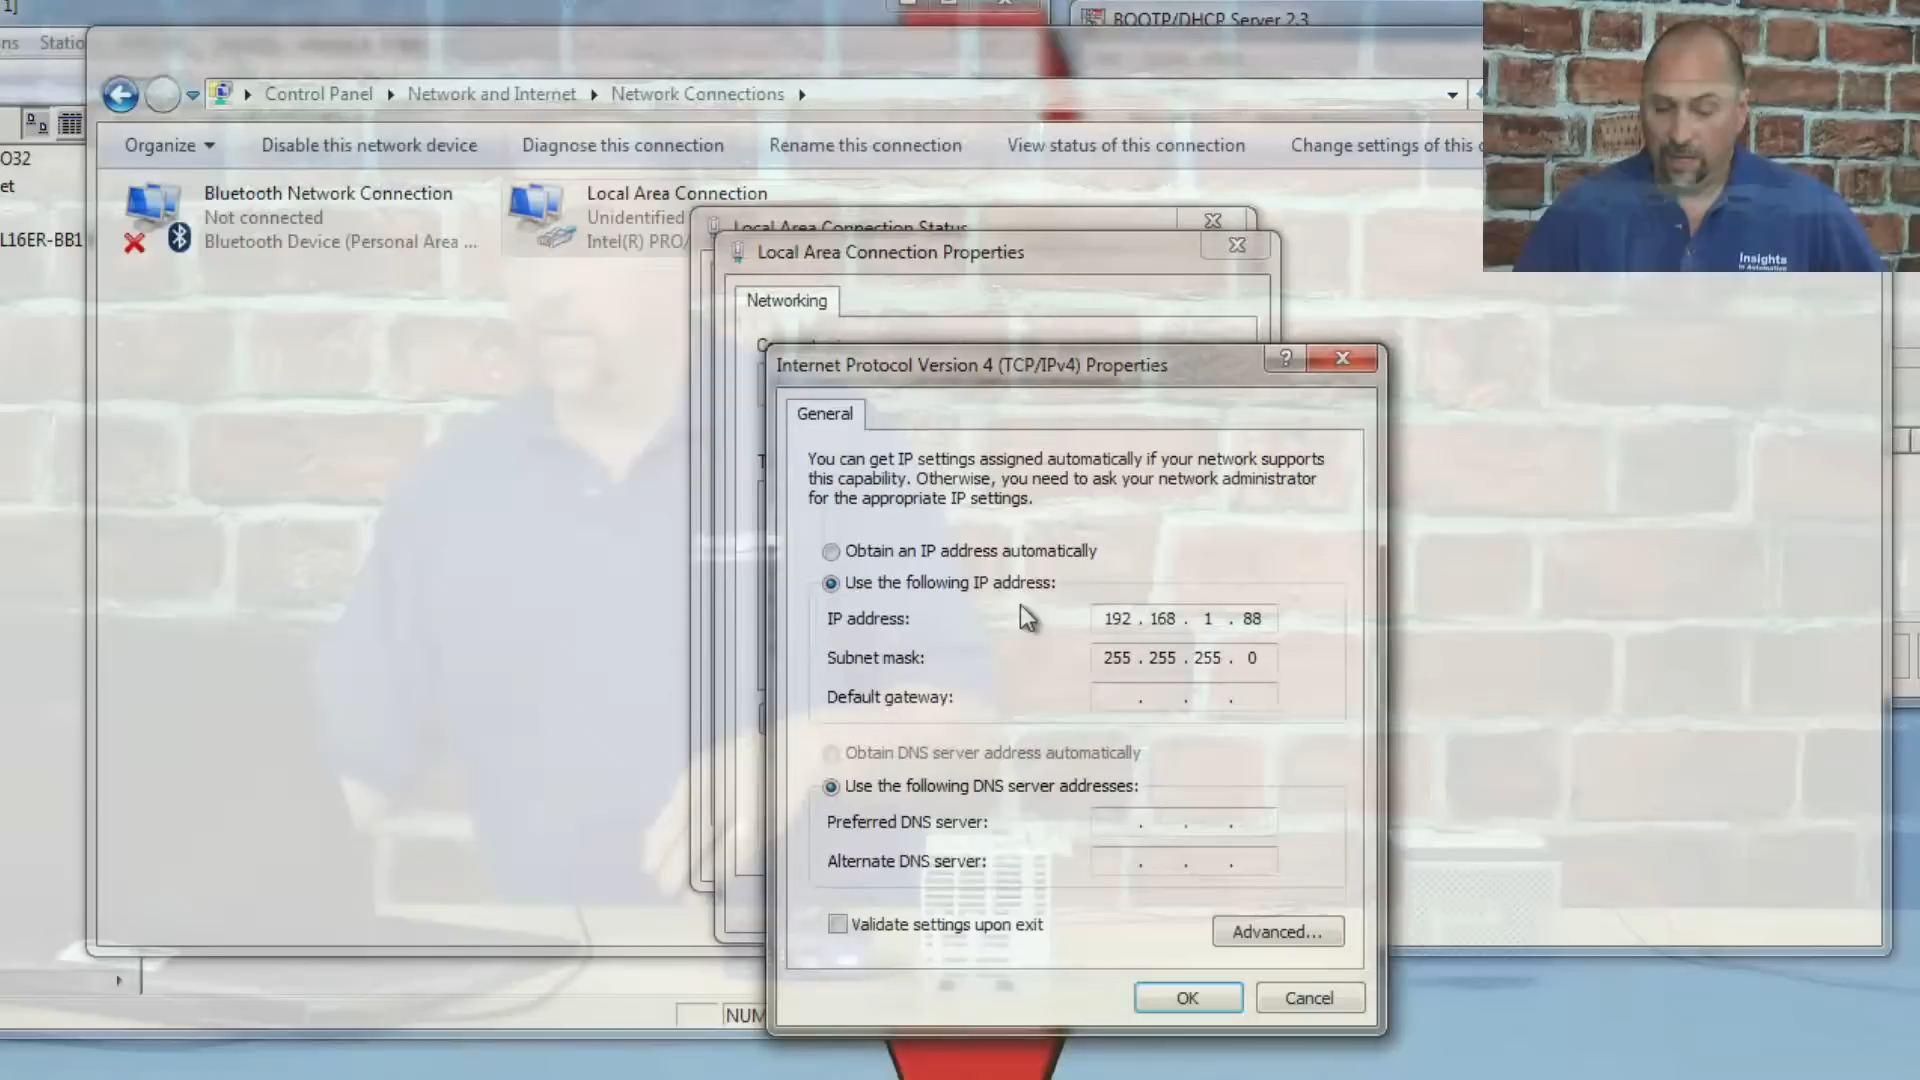 1]
BOOTP/DHCP Server 2.3
ns Statio
Control Panel Network and Internet Network Connections
Organize Disable this network device Diagnose this connection Rename this connection View status of this connection Change settings of this c
O32
et
L16ER-BB1
Bluetooth Network Connection
Not connected
Bluetooth Device (Personal Area ...
Local Area Connection
Unidentified
Intel(R) PRO/
Local Area Connection Status
Local Area Connection Properties
Networking
Internet Protocol Version 4 (TCP/IPv4) Properties
General
You can get IP settings assigned automatically if your network supports
this capability. Otherwise, you need to ask your network administrator
for the appropriate IP settings.
Obtain an IP address automatically
Use the following IP address:
IP address: 192 . 168 . 1 . 88
Subnet mask: 255 . 255 . 255 . 0
Default gateway: . . .
Obtain DNS server address automatically
Use the following DNS server addresses:
Preferred DNS server: . . .
Alternate DNS server: . . .
Validate settings upon exit
Advanced...
OK Cancel
NUM
Insights
in Automation